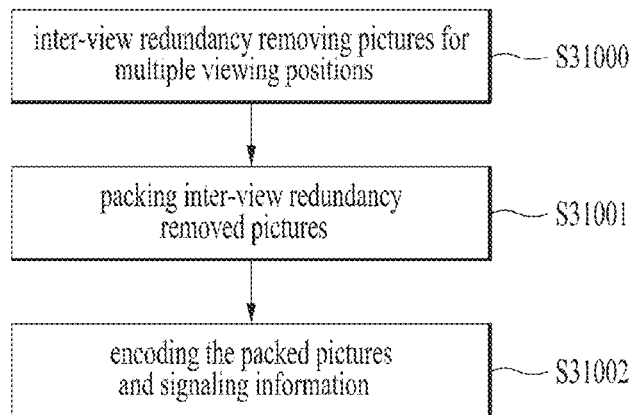 inter-view redundancy removing pictures for
multiple viewing positions
S31000
packing inter-view redundancy
removed pictures
S31001
encoding the packed pictures
and signaling information
S31002